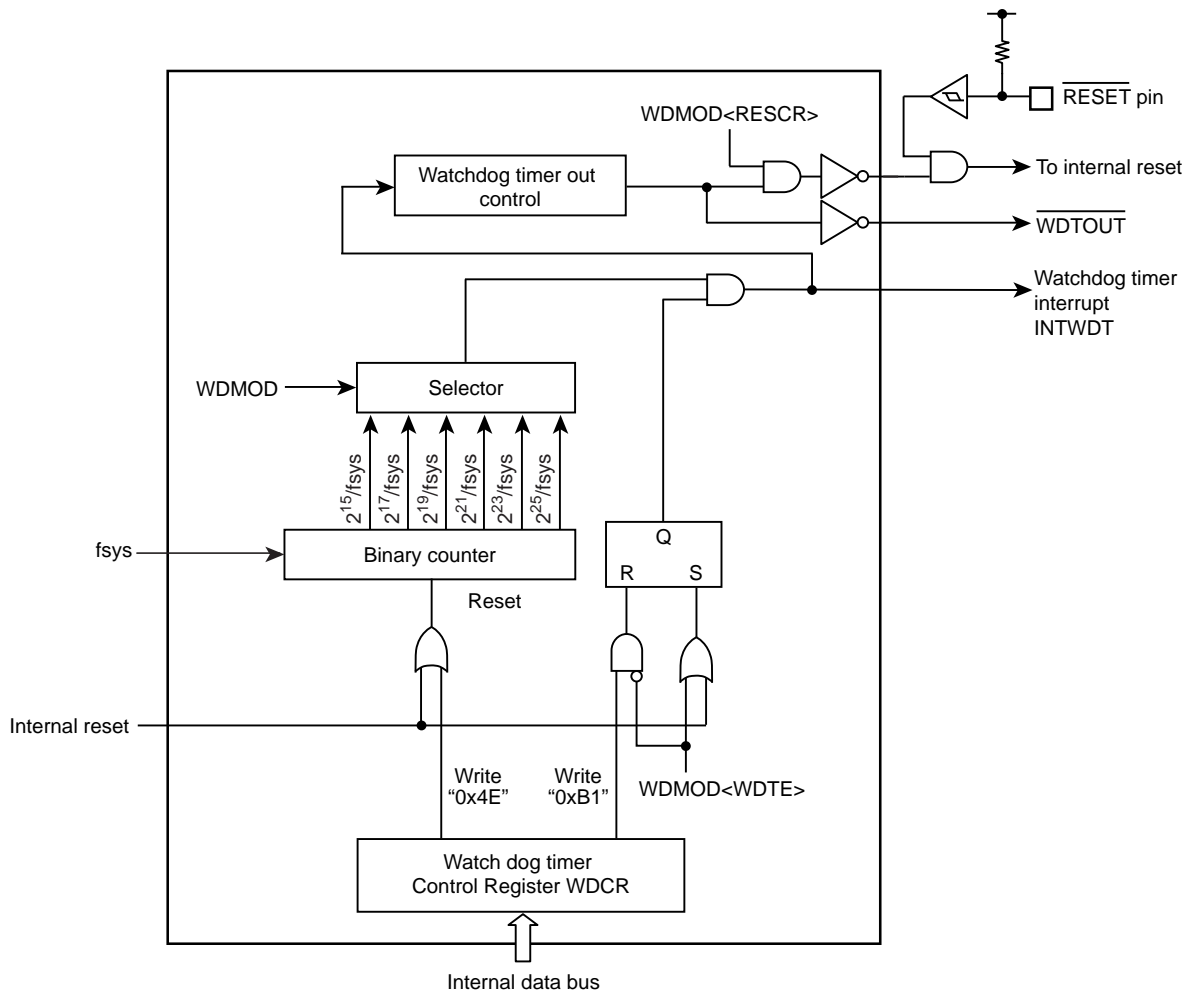 RESET pin
WDMOD<RESCR>
Watchdog timer out
control
To internal reset
WDTOUT
Watchdog timer
interrupt
INTWDT
WDMOD
Selector
2^15/fsys
2^17/fsys
2^19/fsys
2^21/fsys
2^23/fsys
2^25/fsys
fsys
Binary counter
Q
R S
Reset
Internal reset
Write
“0x4E”
Write
“0xB1”
WDMOD<WDTE>
Watch dog timer
Control Register WDCR
Internal data bus